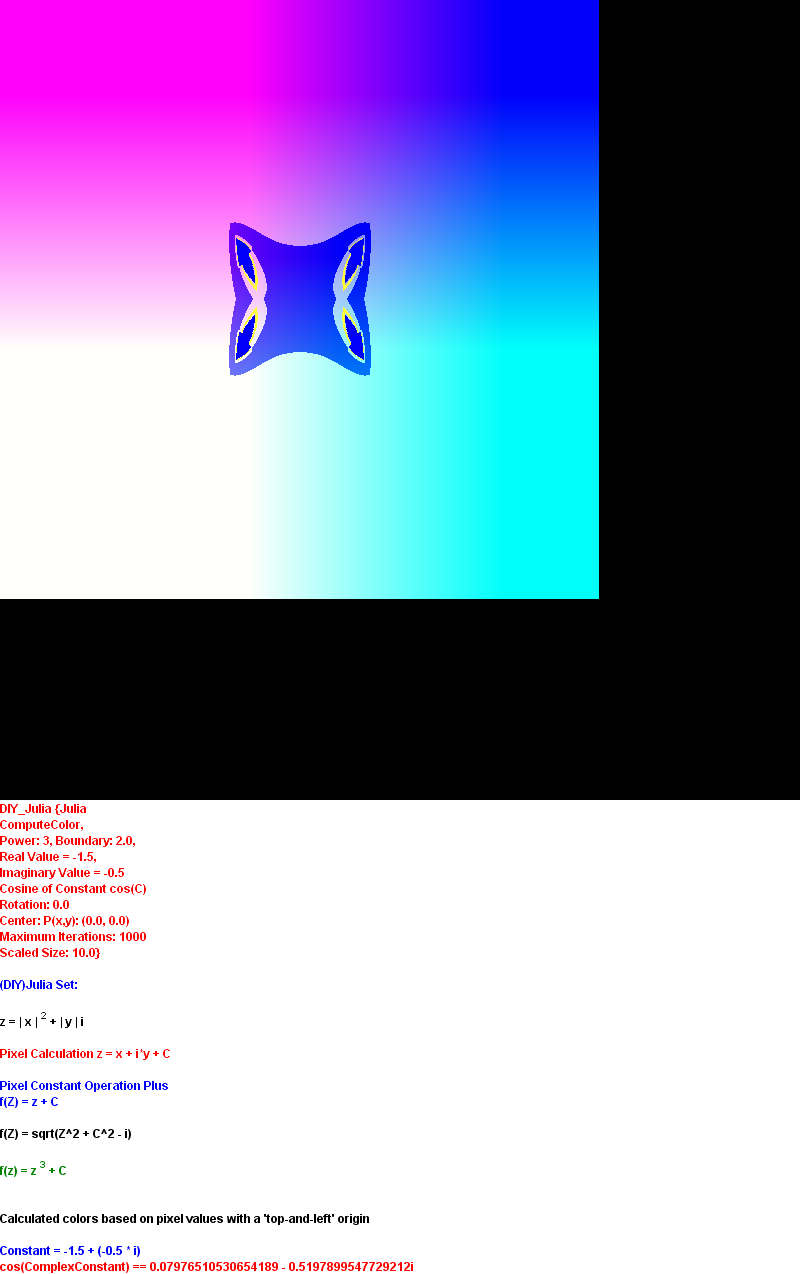 DIY_Julia {Julia
ComputeColor,
Power: 3, Boundary: 2.0,
Real Value = -1.5,
Imaginary Value = -0.5
Cosine of Constant cos(C)
Rotation: 0.0
Center: P(x,y): (0.0, 0.0)
Maximum Iterations: 1000
Scaled Size: 10.0}
(DIY)Julia Set:
z = | x | ² + | y | i
Pixel Calculation z = x + i*y + C
Pixel Constant Operation Plus
f(Z) = z + C
f(Z) = sqrt(Z^2 + C^2 - i)
f(z) = z ³ + C
Calculated colors based on pixel values with a 'top-and-left' origin
Constant = -1.5 + (-0.5 * i)
cos(ComplexConstant) == 0.07976510530654189 - 0.5197899547729212i